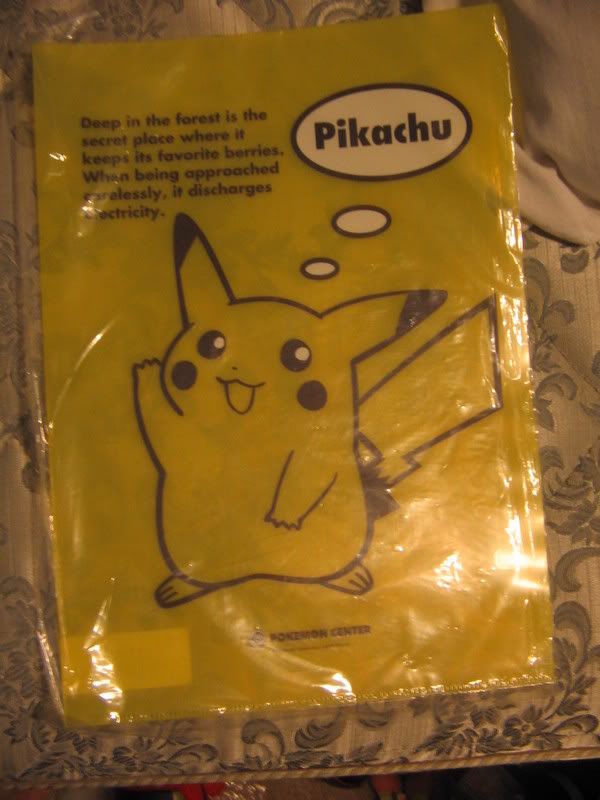 Deep in the forest is the
secret place where it
keeps its favorite berries.
When being approached
carelessly, it discharges
electricity.
Pikachu
POKEMON CENTER